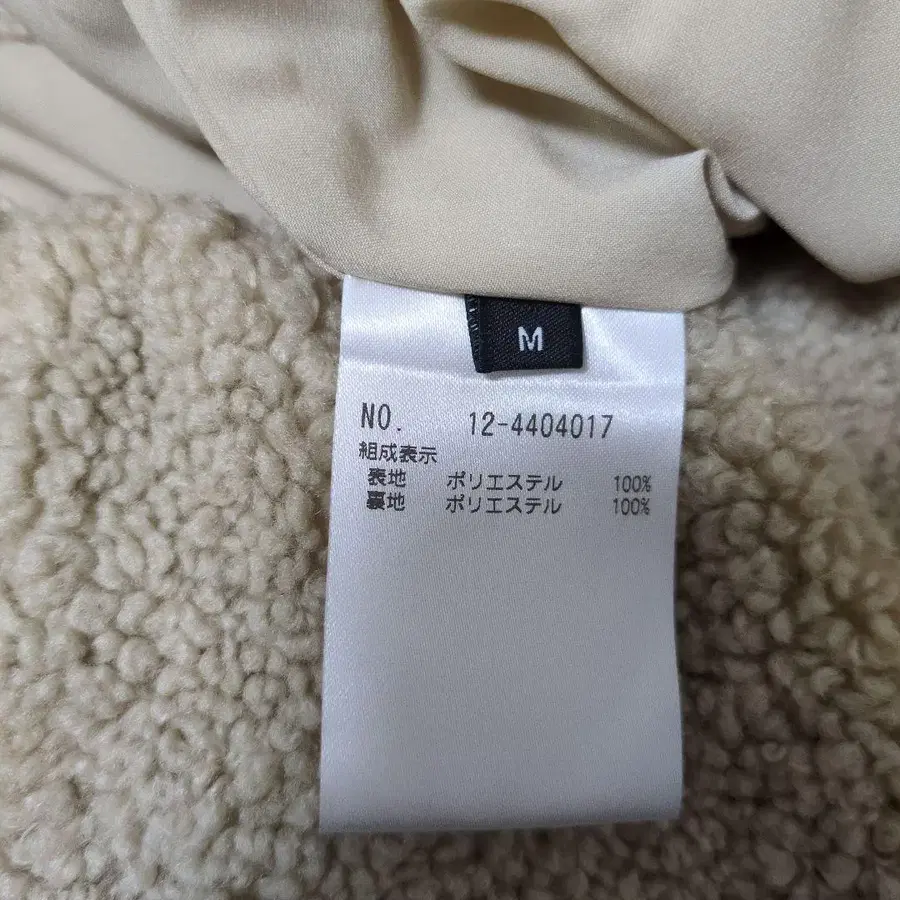 M
NO. 12-4404017
組成表示
表地 ポリエステル 100%
裏地 ポリエステル 100%